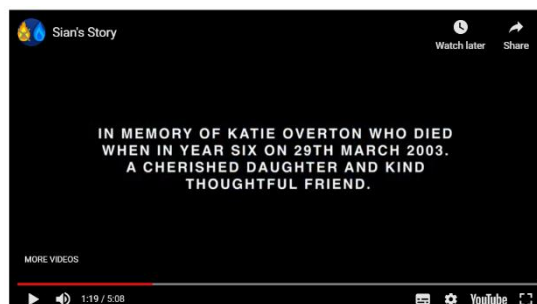 Sian's Story
Watch later
Share
IN MEMORY OF KATIE OVERTON WHO DIED
WHEN IN YEAR SIX ON 29TH MARCH 2003.
A CHERISHED DAUGHTER AND KIND
THOUGHTFUL FRIEND.
MORE VIDEOS
1:19 / 5:08
YouTube